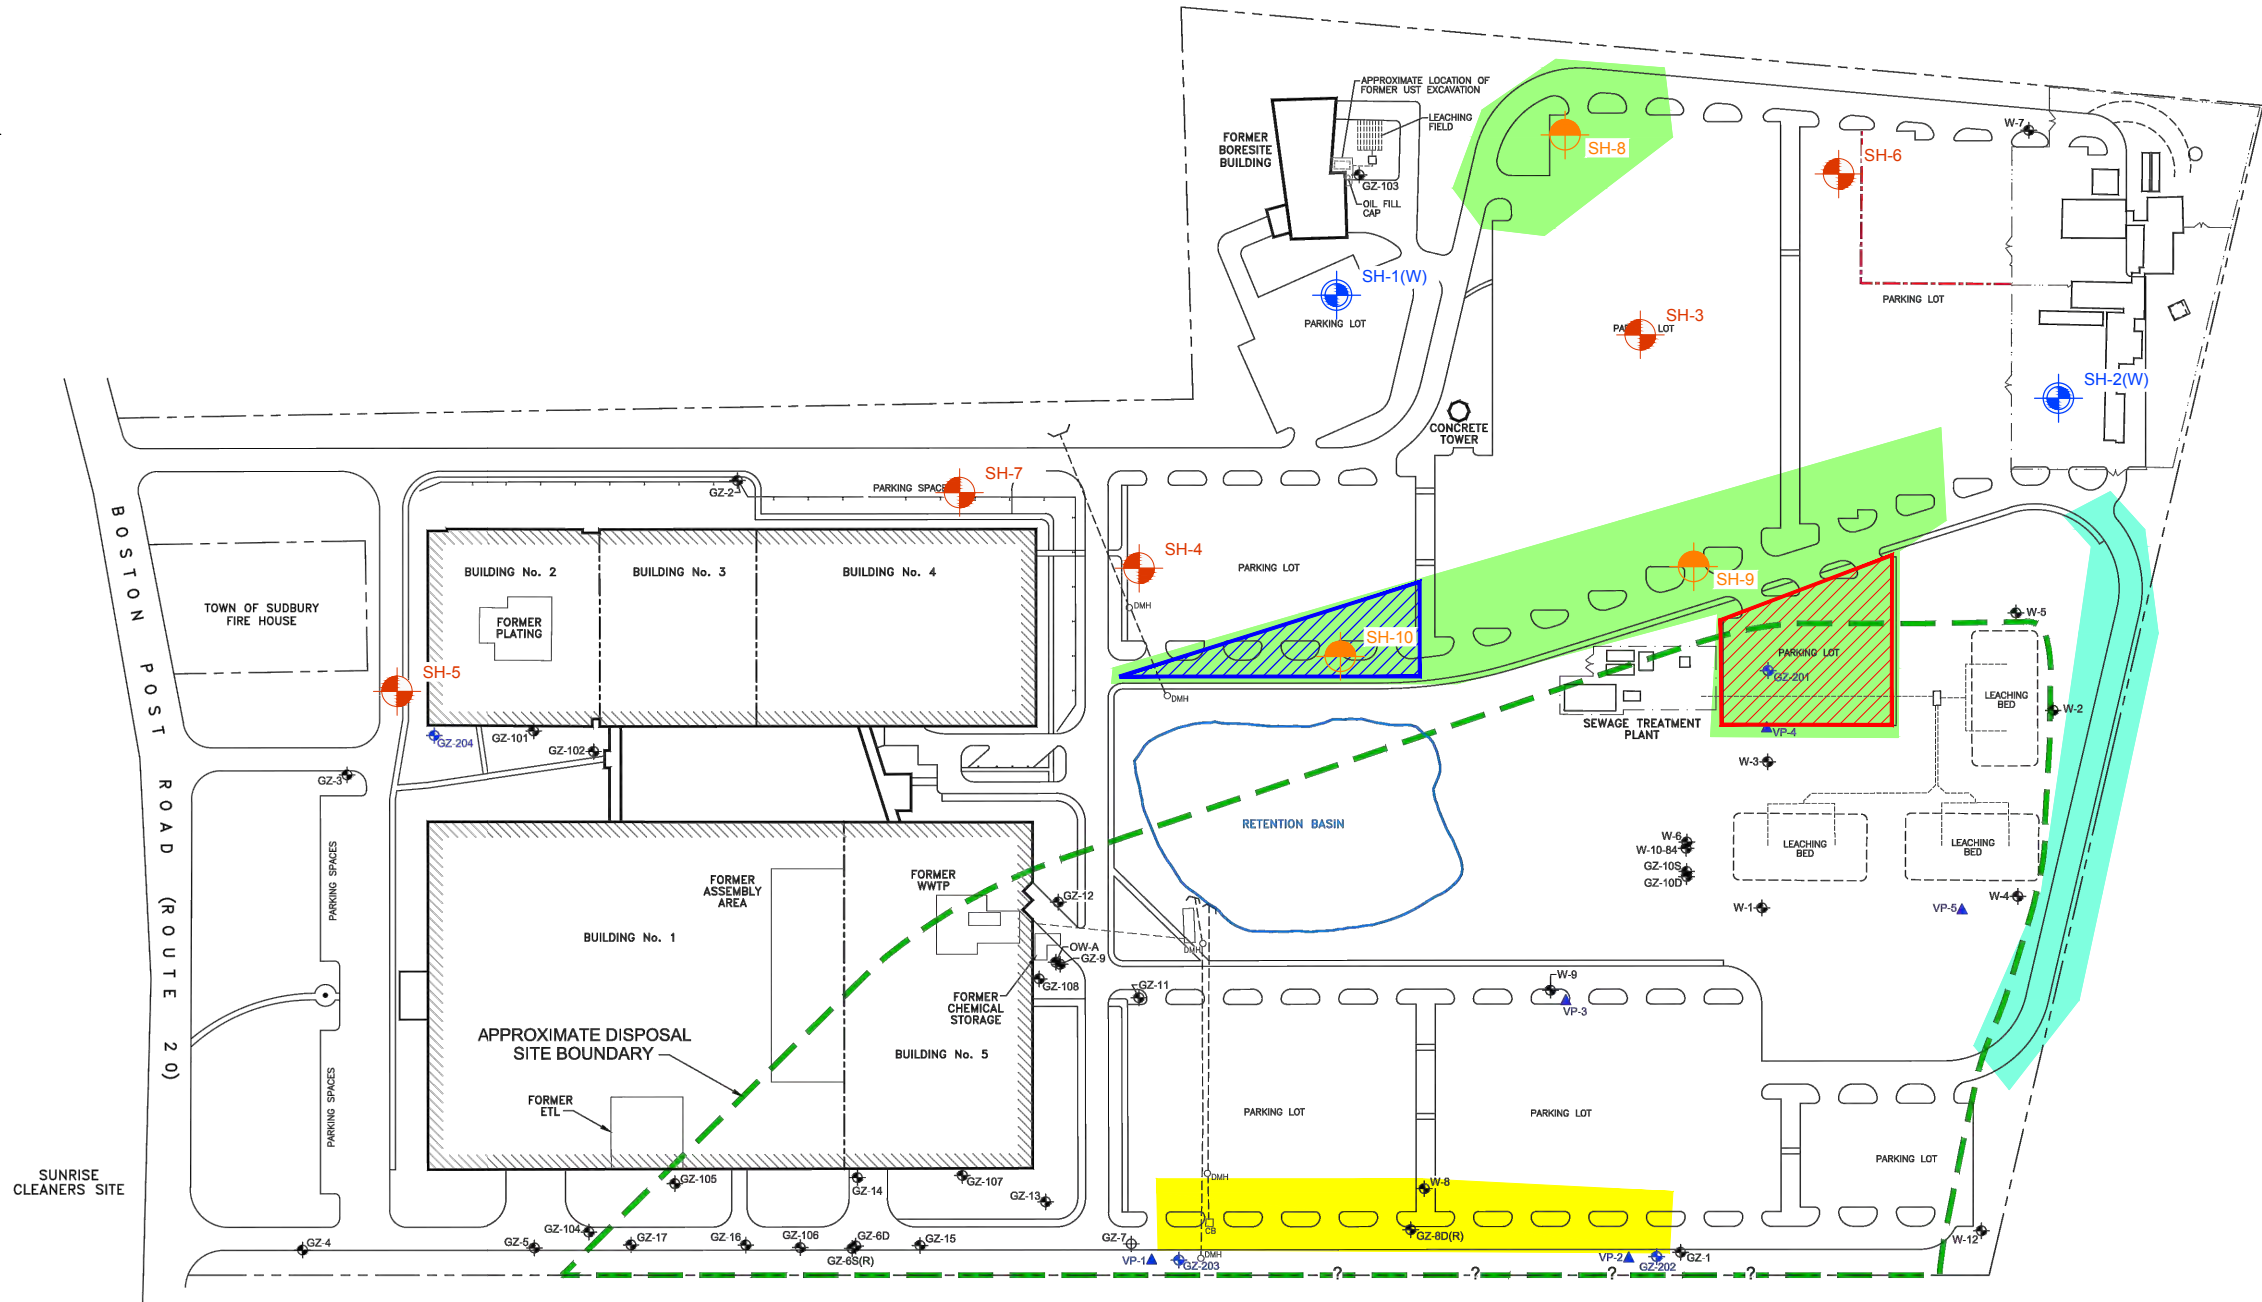 APPROXIMATE LOCATION OF
FORMER UST EXCAVATION
LEACHING
FIELD
FORMER
BORESITE
BUILDING
GZ-103
OIL FILL
CAP
SH-8
SH-6
W-7
SH-1(W)
PARKING LOT
PARKING LOT
SH-3
PA LOT
SH-2(W)
CONCRETE
TOWER
SH-7
PARKING SPAC
GZ-2
SH-4
PARKING LOT
DMH
BUILDING No. 2
BUILDING No. 3
BUILDING No. 4
FORMER
PLATING
TOWN OF SUDBURY
FIRE HOUSE
BOSTON POST ROAD (ROUTE 20)
SH-5
SH-9
SH-10
DMH
W-5
PARKING LOT
GZ-201
VP-4
W-3
SEWAGE TREATMENT
PLANT
LEACHING
BED
W-2
GZ-204
GZ-101
GZ-102
GZ-3
RETENTION BASIN
W-6
W-10-84
GZ-10S
GZ-10D
LEACHING
BED
LEACHING
BED
W-1
VP-5
W-4
PARKING SPACES
FORMER
ASSEMBLY
AREA
FORMER
WWTP
GZ-12
BUILDING No. 1
OW-A
GZ-9
GZ-108
DMH
GZ-11
W-9
VP-3
FORMER
CHEMICAL
STORAGE
APPROXIMATE DISPOSAL
SITE BOUNDARY
BUILDING No. 5
FORMER
ETL
PARKING SPACES
PARKING LOT
PARKING LOT
PARKING LOT
SUNRISE
CLEANERS SITE
GZ-105
GZ-14
GZ-107
GZ-13
DMH
W-8
GZ-4
GZ-5
GZ-104
GZ-17
GZ-16
GZ-106
GZ-6D
GZ-6S(R)
GZ-15
GZ-7
CB
DMH
VP-1
GZ-203
GZ-8D(R)
VP-2
GZ-202
GZ-1
W-12
? ? ? ?